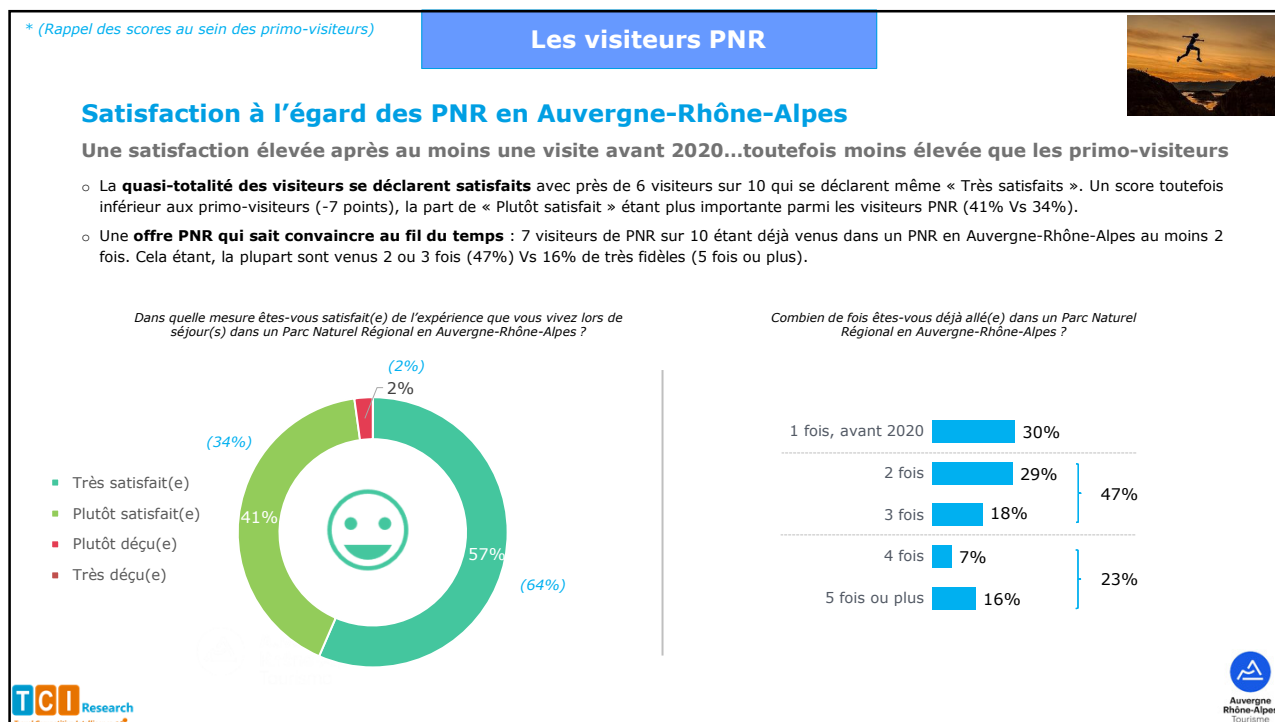 * (Rappel des scores au sein des primo-visiteurs)
Les visiteurs PNR
Satisfaction à l'égard des PNR en Auvergne-Rhône-Alpes
Une satisfaction élevée après au moins une visite avant 2020...toutefois moins élevée que les primo-visiteurs
o La quasi-totalité des visiteurs se déclarent satisfaits avec près de 6 visiteurs sur 10 qui se déclarent même « Très satisfaits ». Un score toutefois
inférieur aux primo-visiteurs (-7 points), la part de « Plutôt satisfait » étant plus importante parmi les visiteurs PNR (41% Vs 34%).
o Une offre PNR qui sait convaincre au fil du temps : 7 visiteurs de PNR sur 10 étant déjà venus dans un PNR en Auvergne-Rhône-Alpes au moins 2
fois. Cela étant, la plupart sont venus 2 ou 3 fois (47%) Vs 16% de très fidèles (5 fois ou plus).
Dans quelle mesure êtes-vous satisfait(e) de l'expérience que vous vivez lors de
séjour(s) dans un Parc Naturel Régional en Auvergne-Rhône-Alpes ?
(2%)
2%
(34%)
Très satisfait(e)
Plutôt satisfait(e)
Plutôt déçu(e)
Très déçu(e)
41%
57%
(64%)
Combien de fois êtes-vous déjà allé(e) dans un Parc Naturel
Régional en Auvergne-Rhône-Alpes ?
1 fois, avant 2020 30%
2 fois 29%
47%
3 fois 18%
4 fois 7%
23%
5 fois ou plus 16%
TCI Research
Auvergne
Rhône-Alpes
Tourisme